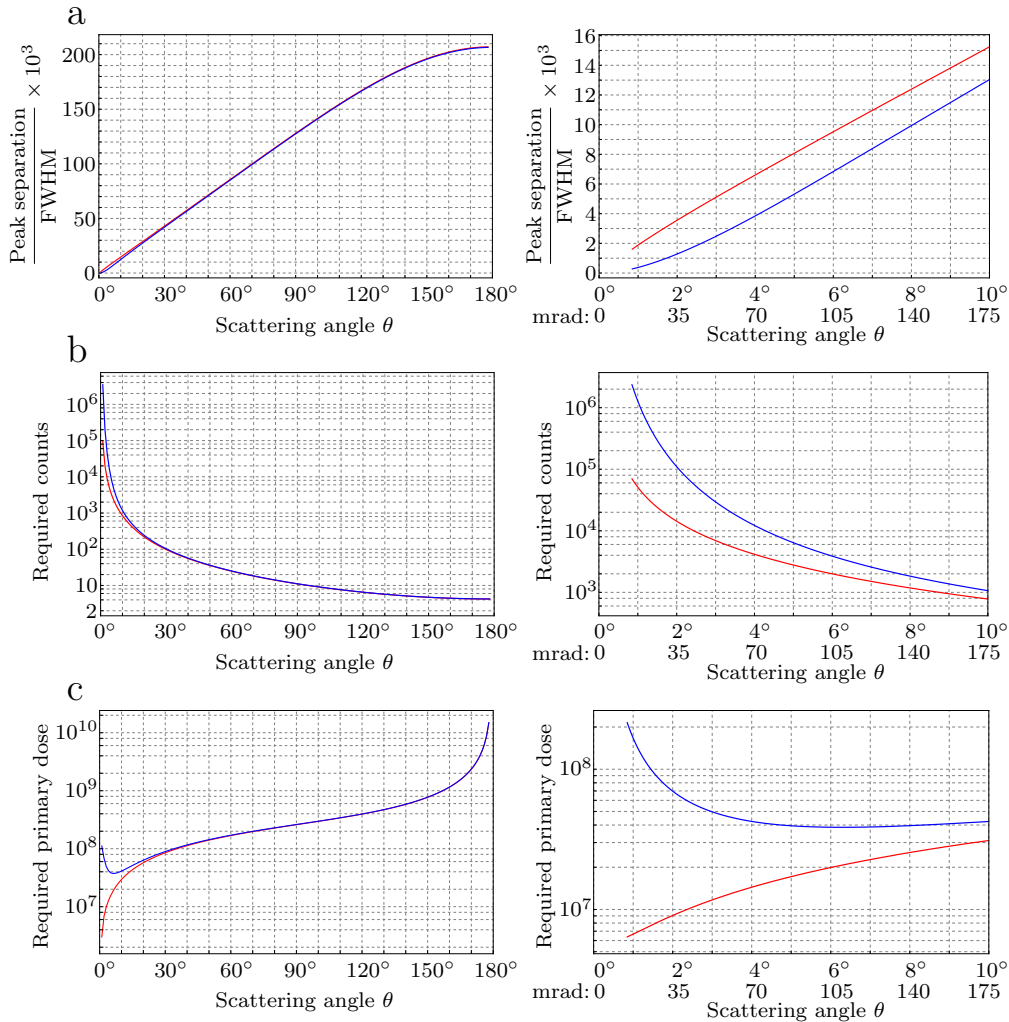 a
Peak separation
FWHM
× 10³
200
150
100
50
0
0° 30° 60° 90° 120° 150° 180°
Scattering angle θ
Peak separation
FWHM
× 10³
16
14
12
10
8
6
4
2
0
0° 2° 4° 6° 8° 10°
mrad: 0 35 70 105 140 175
Scattering angle θ
b
Required counts
10⁶
10⁵
10⁴
10³
10²
10
2
0° 30° 60° 90° 120° 150° 180°
Scattering angle θ
Required counts
10⁶
10⁵
10⁴
10³
0° 2° 4° 6° 8° 10°
mrad: 0 35 70 105 140 175
Scattering angle θ
c
Required primary dose
10¹⁰
10⁹
10⁸
10⁷
0° 30° 60° 90° 120° 150° 180°
Scattering angle θ
Required primary dose
10⁸
10⁷
0° 2° 4° 6° 8° 10°
mrad: 0 35 70 105 140 175
Scattering angle θ